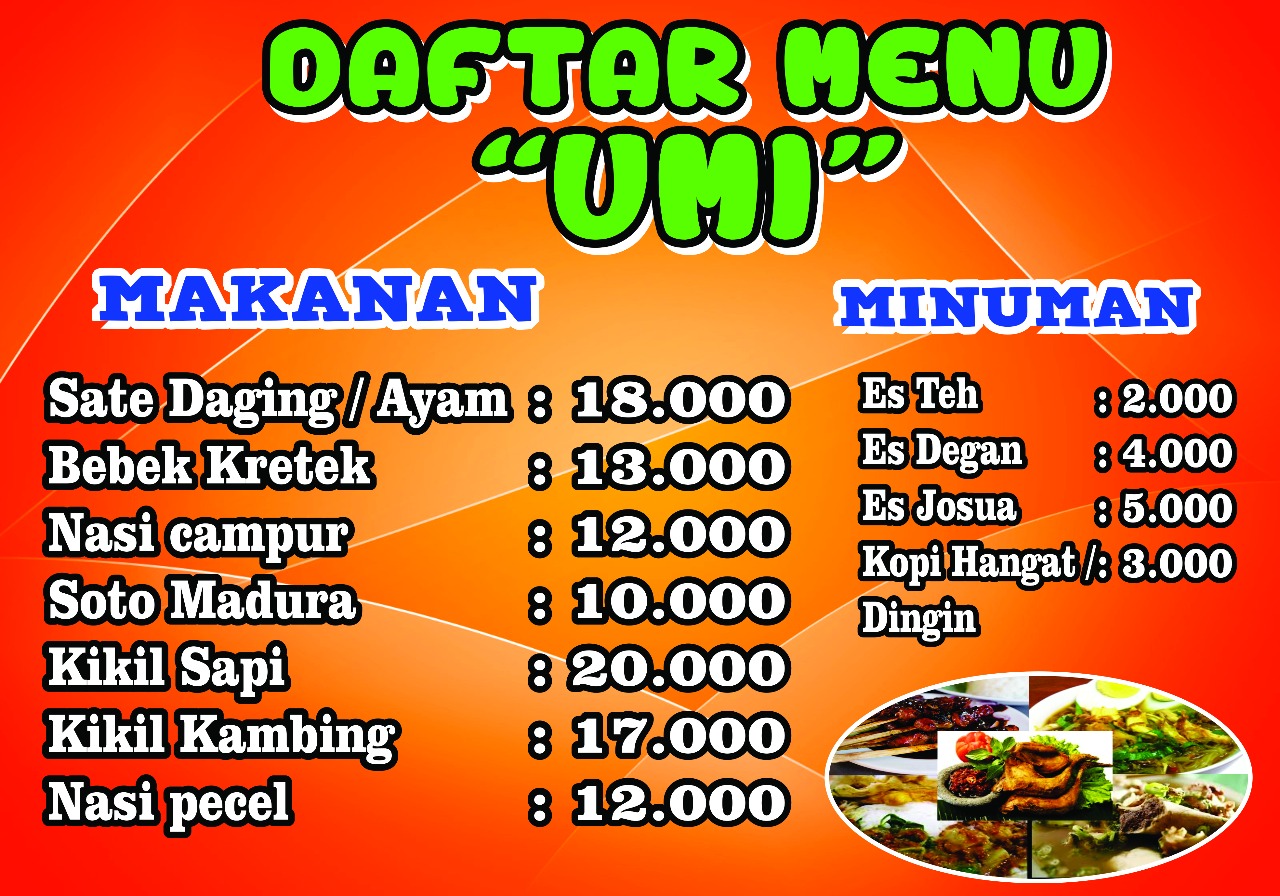 DAFTAR MENU
“UMI”
MAKANAN
Sate Daging / Ayam : 18.000
Bebek Kretek : 13.000
Nasi campur : 12.000
Soto Madura : 10.000
Kikil Sapi : 20.000
Kikil Kambing : 17.000
Nasi pecel : 12.000
MINUMAN
Es Teh : 2.000
Es Degan : 4.000
Es Josua : 5.000
Kopi Hangat /: 3.000
Dingin